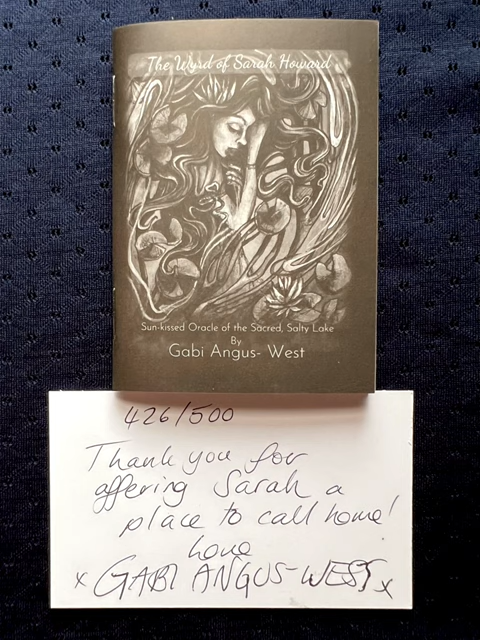 The Wyrd of Sarah Howard
Sun-kissed Oracle of the Sacred, Salty Lake
By
Gabi Angus- West
426/500
Thank you for
offering Sarah a
place to call home!
love
x GABI ANGUS-WEST x